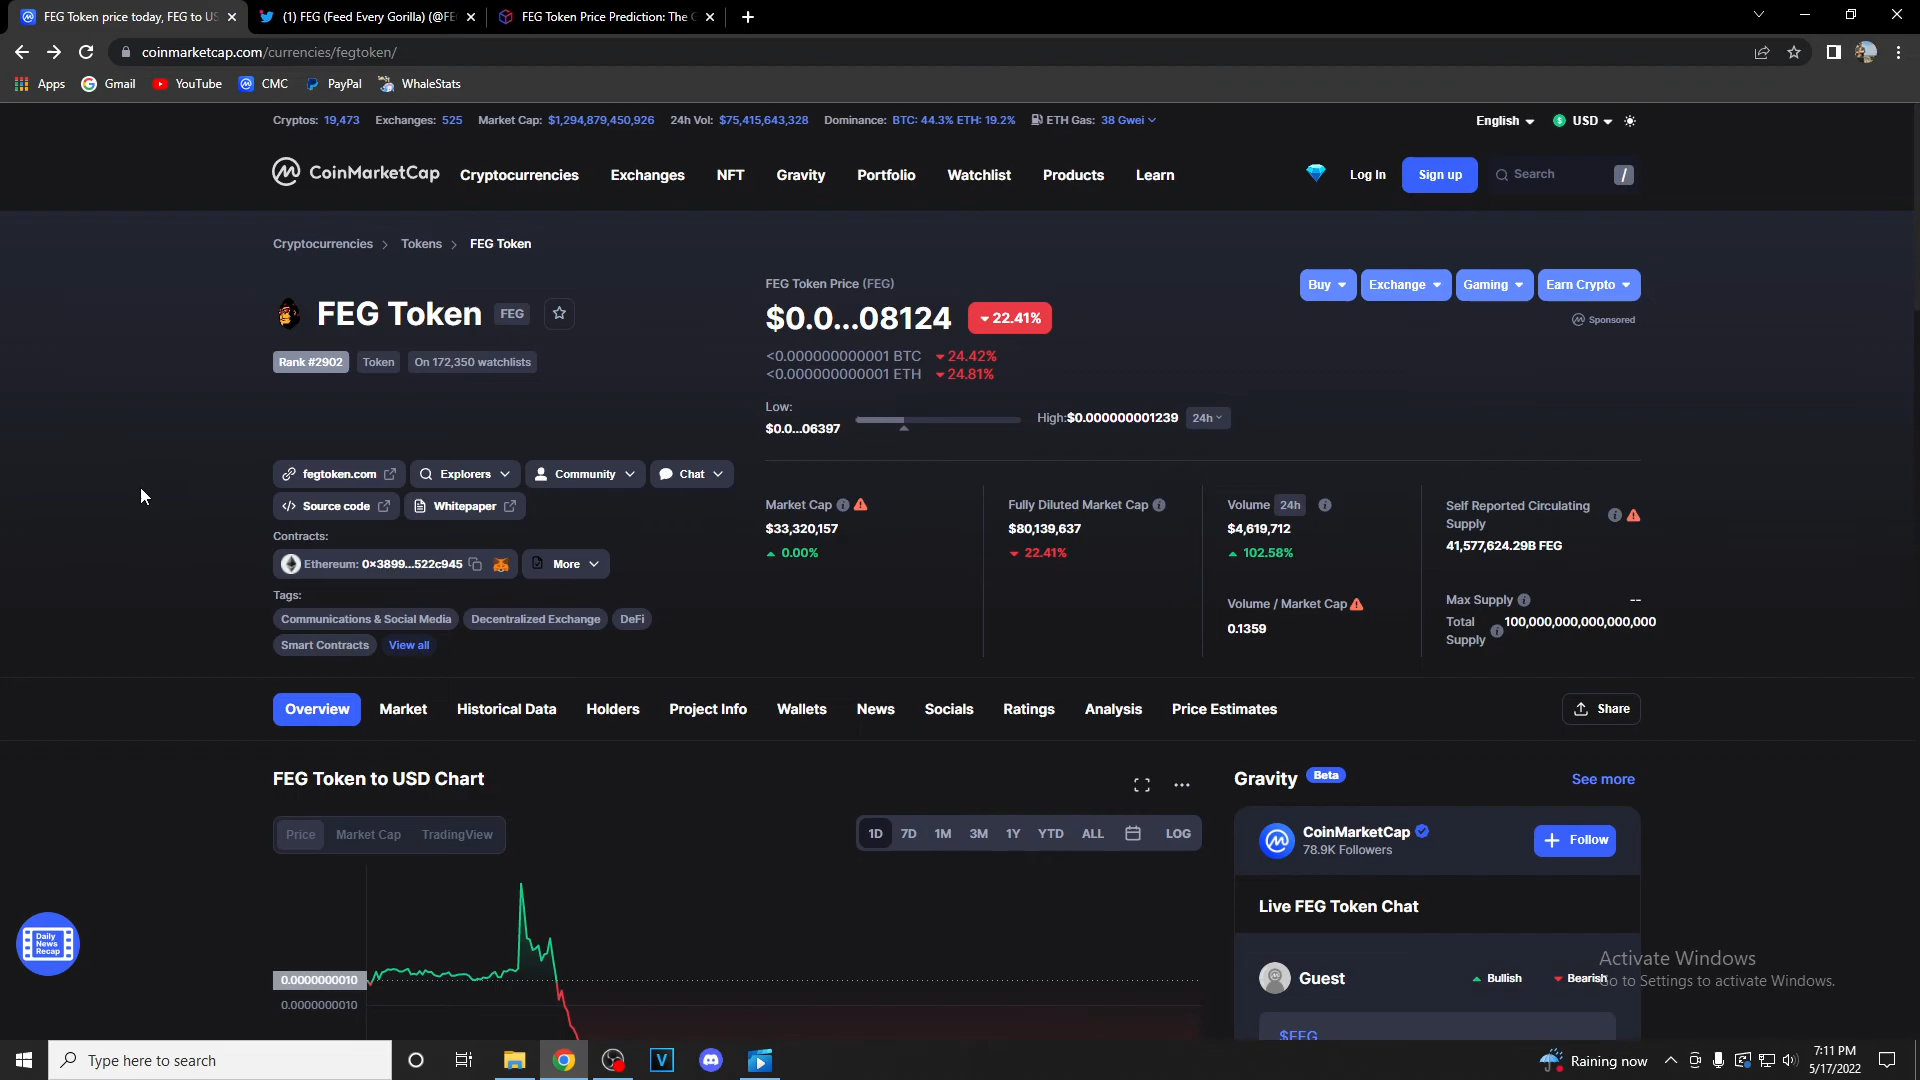 FEG Token price today, FEG to US
(1) FEG (Feed Every Gorilla) (@FE
FEG Token Price Prediction: The G
coinmarketcap.com/currencies/fegtoken/
Apps
Gmail
YouTube
CMC
PayPal
WhaleStats
Cryptos: 19,473 Exchanges: 525 Market Cap: $1,294,879,450,926 24h Vol: $75,415,643,328 Dominance: BTC: 44.3% ETH: 19.2% ETH Gas: 38 Gwei
English
USD
CoinMarketCap
Cryptocurrencies Exchanges NFT Gravity Portfolio Watchlist Products Learn
Log In
Sign up
Search
/
Cryptocurrencies > Tokens > FEG Token
FEG Token FEG
Rank #2902 Token On 172,350 watchlists
FEG Token Price (FEG)
$0.0...08124 22.41%
<0.000000000001 BTC 24.42%
<0.000000000001 ETH 24.81%
Low:
$0.0...06397
High:$0.000000001239 24h
Buy Exchange Gaming Earn Crypto
Sponsored
fegtoken.com Explorers Community Chat
Source code Whitepaper
Contracts:
Ethereum: 0x3899...522c945
More
Tags:
Communications & Social Media Decentralized Exchange DeFi
Smart Contracts View all
Market Cap
$33,320,157
0.00%
Fully Diluted Market Cap
$80,139,637
22.41%
Volume 24h
$4,619,712
102.58%
Volume / Market Cap
0.1359
Self Reported Circulating
Supply
41,577,624.29B FEG
Max Supply --
Total
Supply
100,000,000,000,000,000
Overview Market Historical Data Holders Project Info Wallets News Socials Ratings Analysis Price Estimates
Share
FEG Token to USD Chart
Price Market Cap TradingView
1D 7D 1M 3M 1Y YTD ALL LOG
0.0000000010
0.0000000010
Gravity Beta
See more
CoinMarketCap
78.9K Followers
Follow
Live FEG Token Chat
Guest
Bullish
Bearish
$FEG
Daily
News
Recap
Activate Windows
Go to Settings to activate Windows.
Type here to search
V
Raining now
7:11 PM
5/17/2022